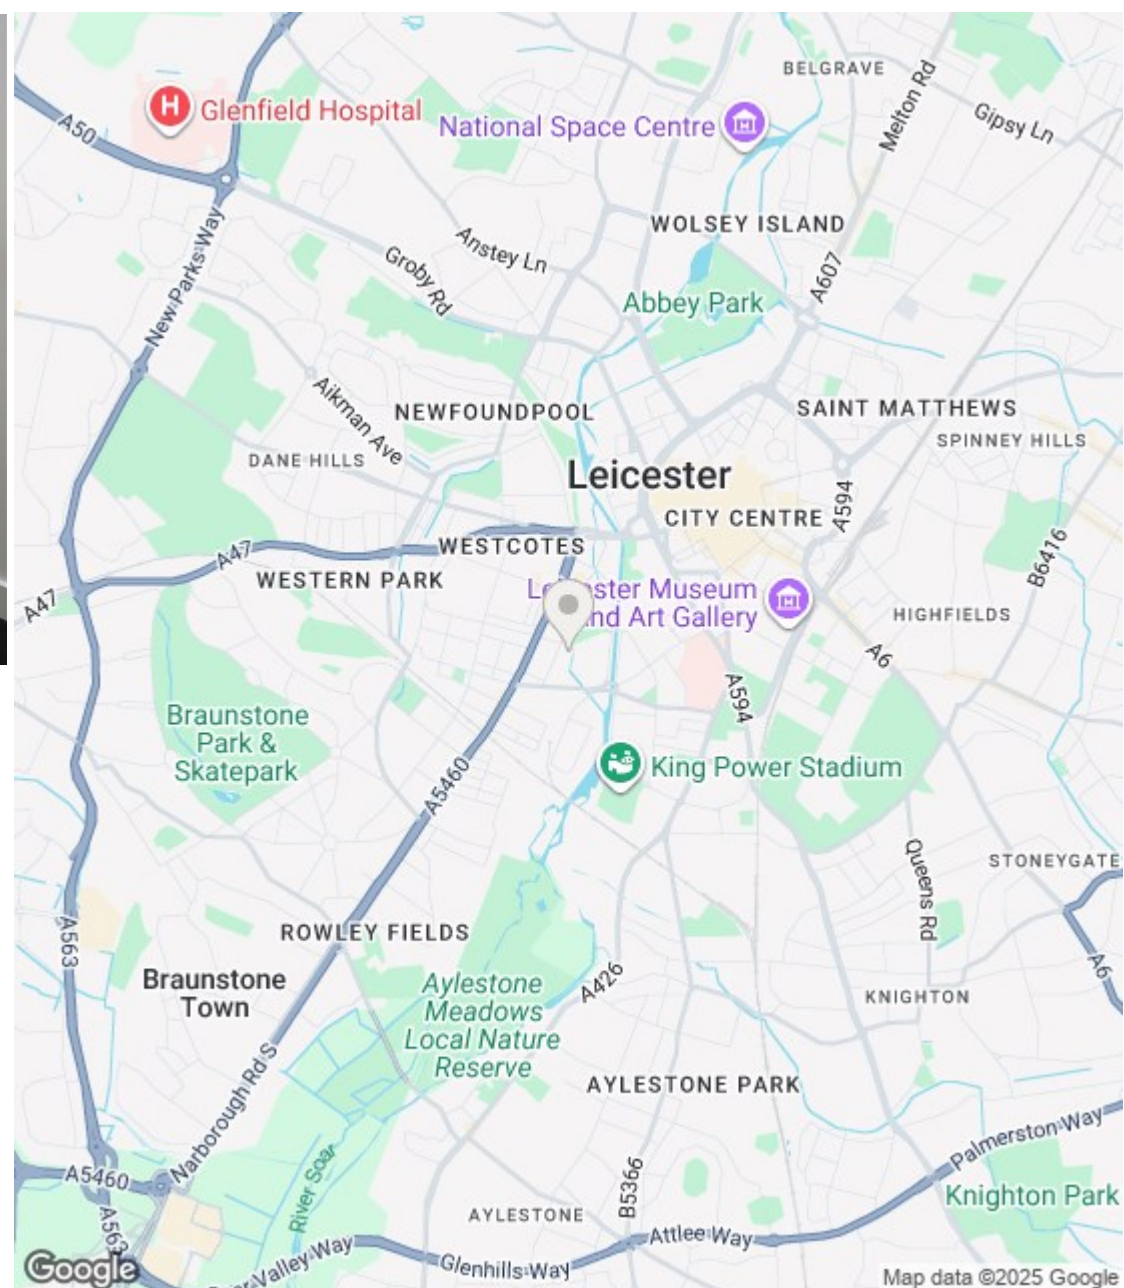 BELGRAVE
Melton Rd
Gipsy Ln
Glenfield Hospital
A50
National Space Centre
WOLSEY ISLAND
Anstey Ln
Groby Rd
New Parks Way
A607
Abbey Park
Aikman Ave
NEWFOUNDPOOL
SAINT MATTHEWS
SPINNEY HILLS
DANE HILLS
Leicester
A594
CITY CENTRE
WESTCOTES
A47
WESTERN PARK
B6416
A47
Museum
Art Gallery
HIGHFIELDS
A6
A594
Braunstone
Park &
Skatepark
King Power Stadium
A5460
Queens Rd
STONEYGATE
A563
ROWLEY FIELDS
A6
Braunstone
Town
Aylestone
Meadows
Local Nature
Reserve
A426
KNIGHTON
Narborough Rd S
AYLESTONE PARK
Palmerston Way
A5460
River Soar
B5366
Knighton Park
A563
AYLESTONE
Attlee Way
Valley Way
Glenhills Way
Google
Map data ©2025 Google